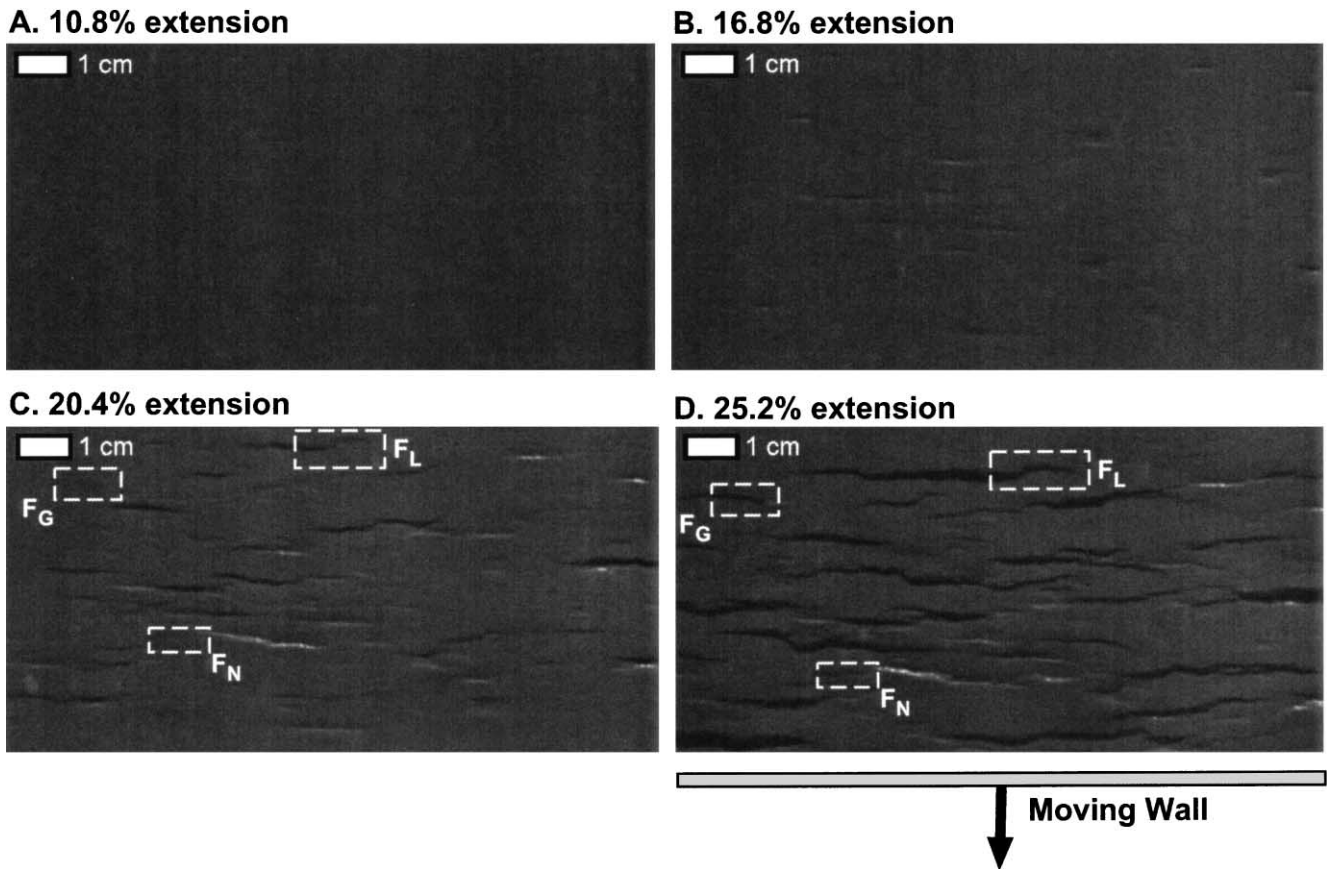 A. 10.8% extension
1 cm
B. 16.8% extension
1 cm
C. 20.4% extension
1 cm
F_L
F_G
F_N
D. 25.2% extension
1 cm
F_L
F_G
F_N
Moving Wall